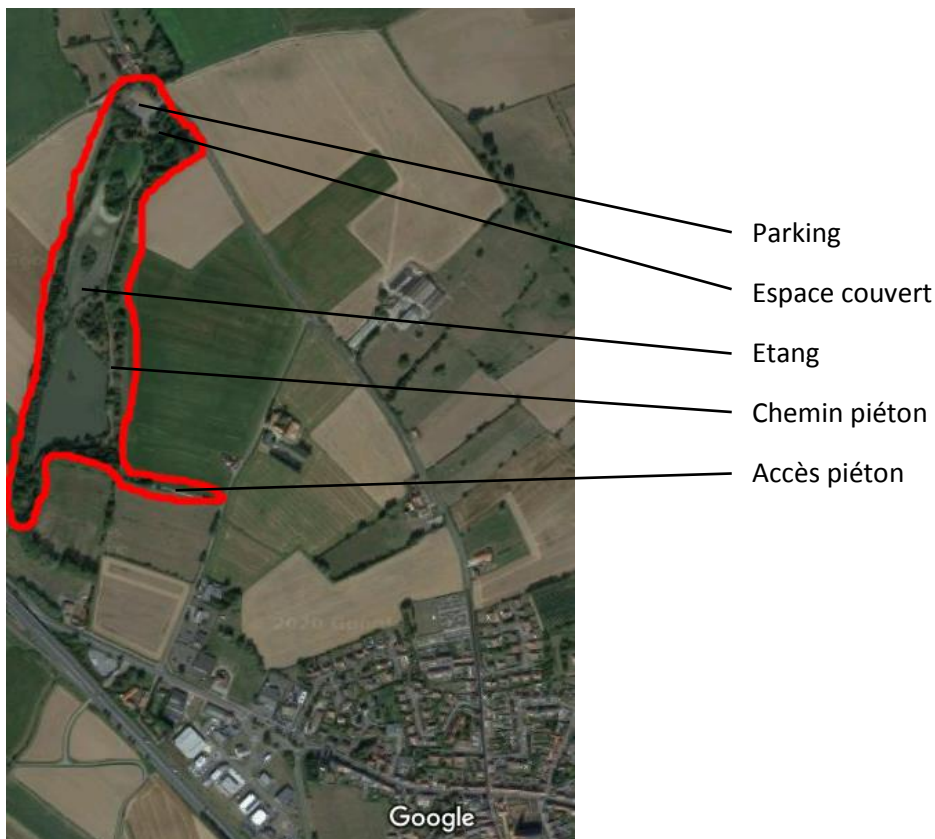 Parking
Espace couvert
Etang
Chemin piéton
Accès piéton
Google